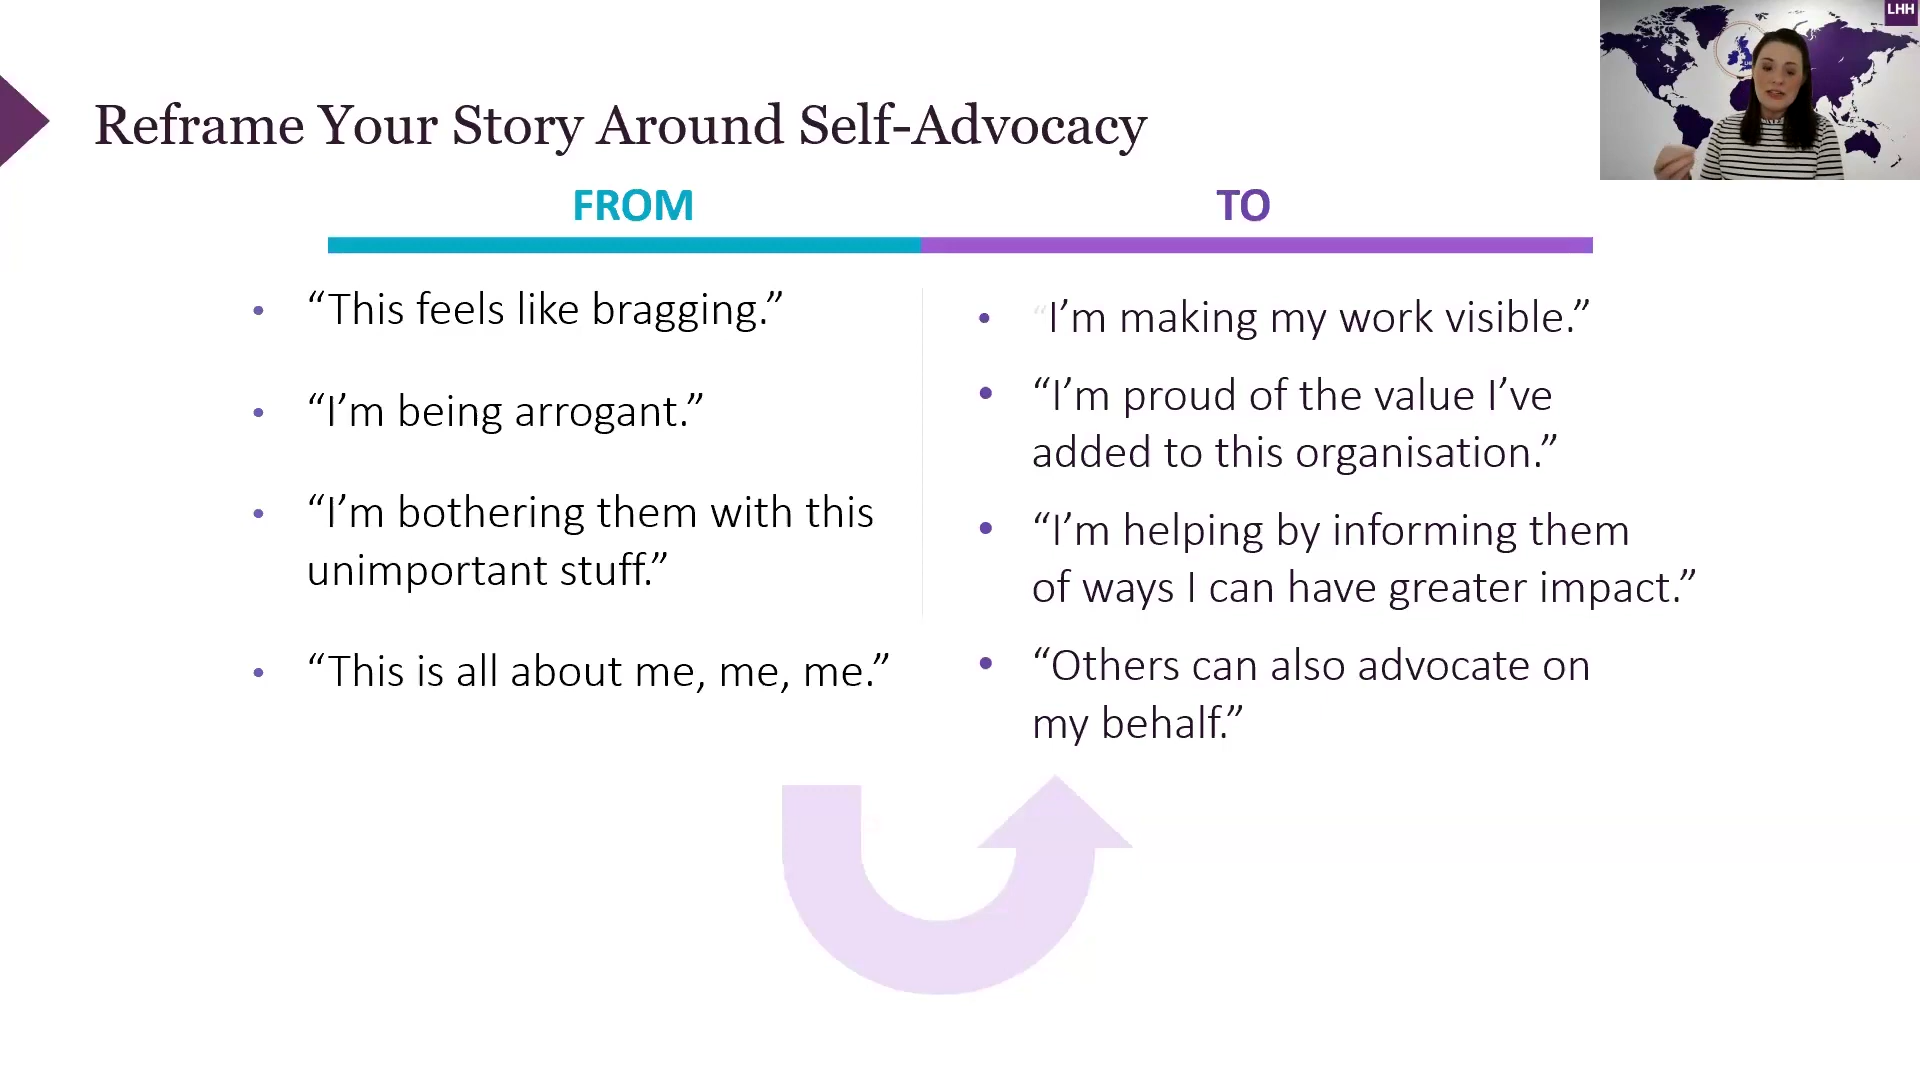 LHH
Reframe Your Story Around Self-Advocacy
FROM
TO
• “This feels like bragging.”
• “I’m being arrogant.”
• “I’m bothering them with this
unimportant stuff.”
• “This is all about me, me, me.”
• “I’m making my work visible.”
• “I’m proud of the value I’ve
added to this organisation.”
• “I’m helping by informing them
of ways I can have greater impact.”
• “Others can also advocate on
my behalf.”